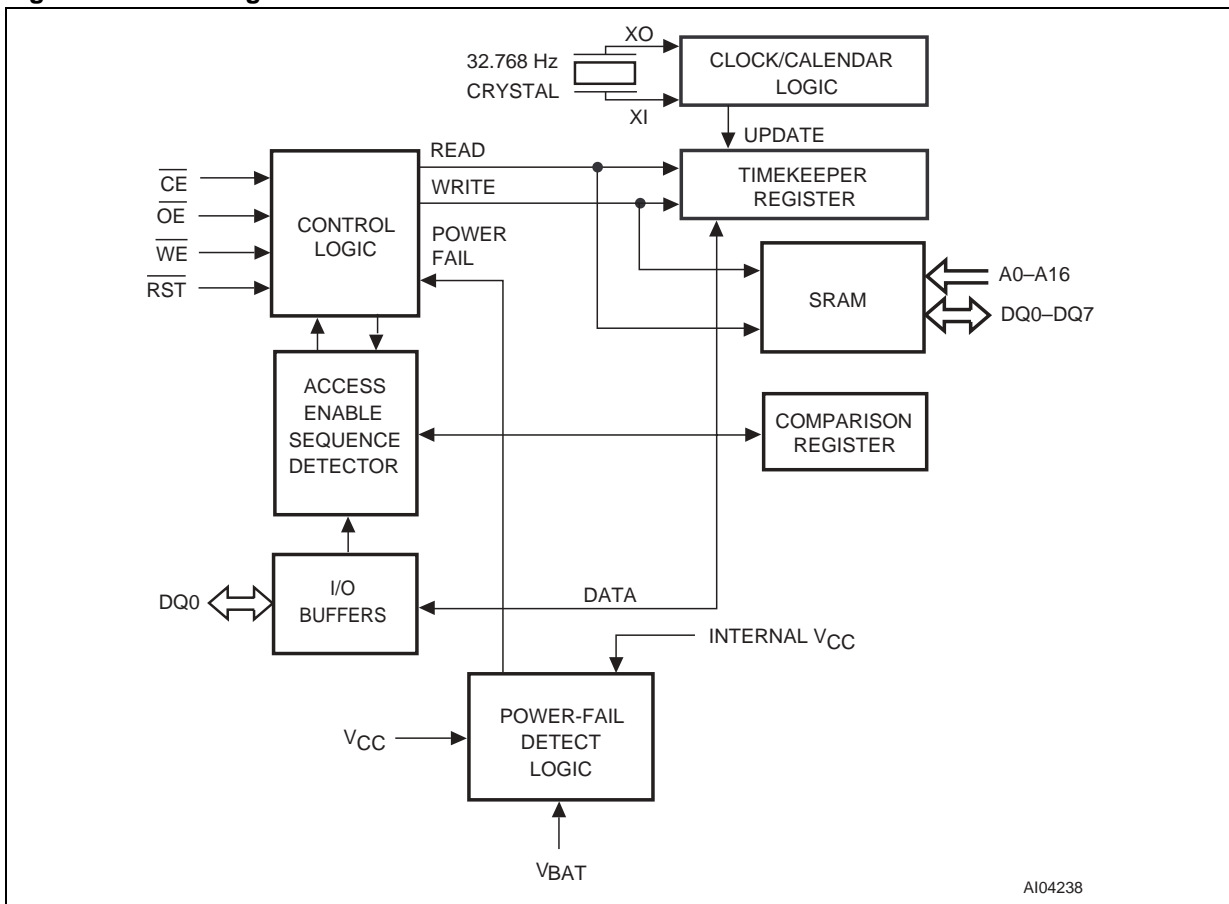 XO
32.768 Hz
CRYSTAL
XI
CLOCK/CALENDAR
LOGIC
UPDATE
READ
WRITE
POWER
FAIL
TIMEKEEPER
REGISTER
CE
OE
WE
RST
CONTROL
LOGIC
SRAM
A0–A16
DQ0–DQ7
ACCESS
ENABLE
SEQUENCE
DETECTOR
COMPARISON
REGISTER
DQ0
I/O
BUFFERS
DATA
INTERNAL VCC
VCC
POWER-FAIL
DETECT
LOGIC
VBAT
AI04238